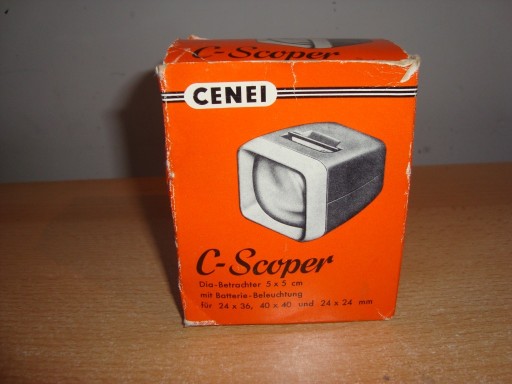 C-Scoper
CENEI
C-Scoper
Dia-Betrachter 5 x 5 cm
mit Batterie-Beleuchtung
für 24 x 36, 40 x 40 und 24 x 24 mm